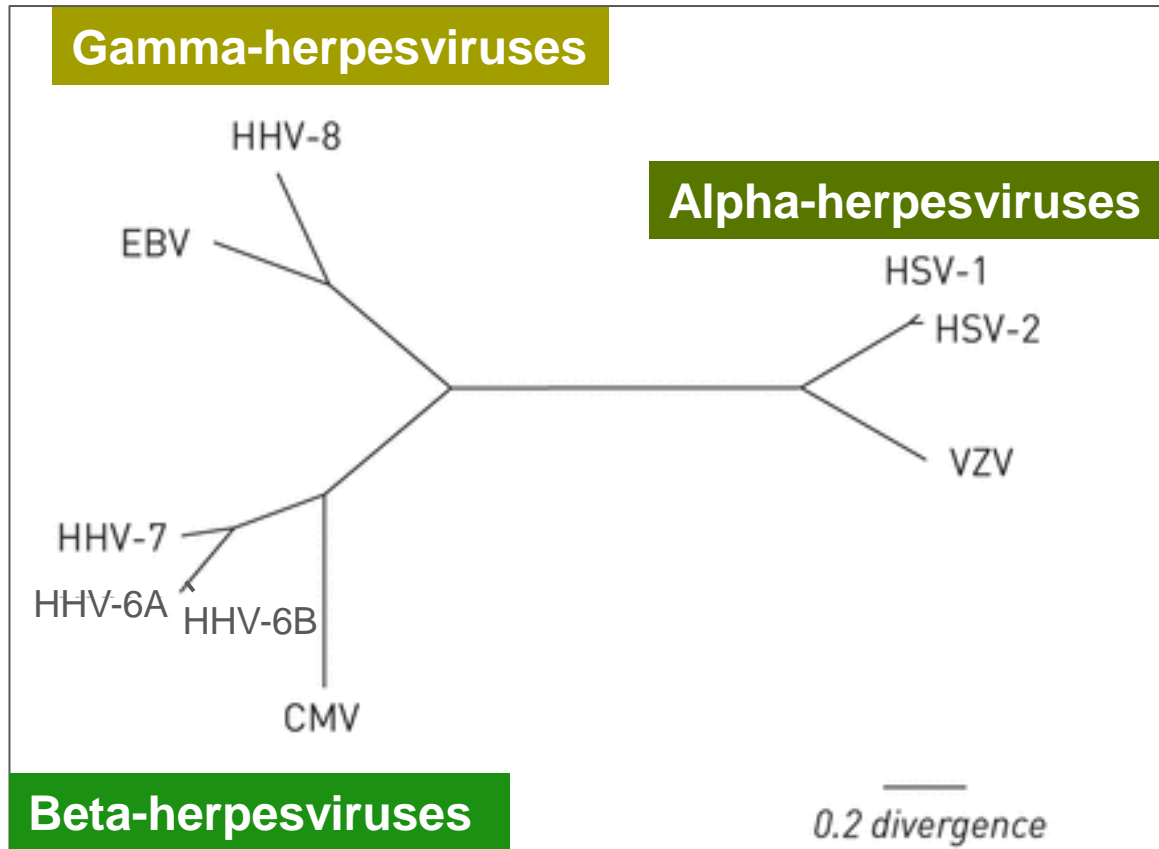 Gamma-herpesviruses
HHV-8
Alpha-herpesviruses
EBV
HSV-1
HSV-2
VZV
HHV-7
HHV-6A
HHV-6B
CMV
Beta-herpesviruses
0.2 divergence